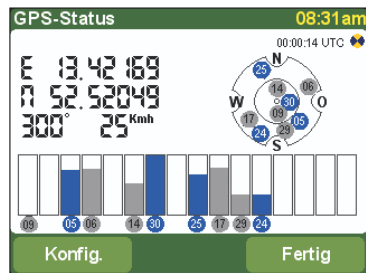 GPS-Status 08:31am
00:00:14 UTC
E 13.42169
N 52.52049
300° 25 Kmh
N
25
14 06
30
W O
09
17 05
24 29
S
09 05 06 14 30 25 17 29 24
Konfig. Fertig